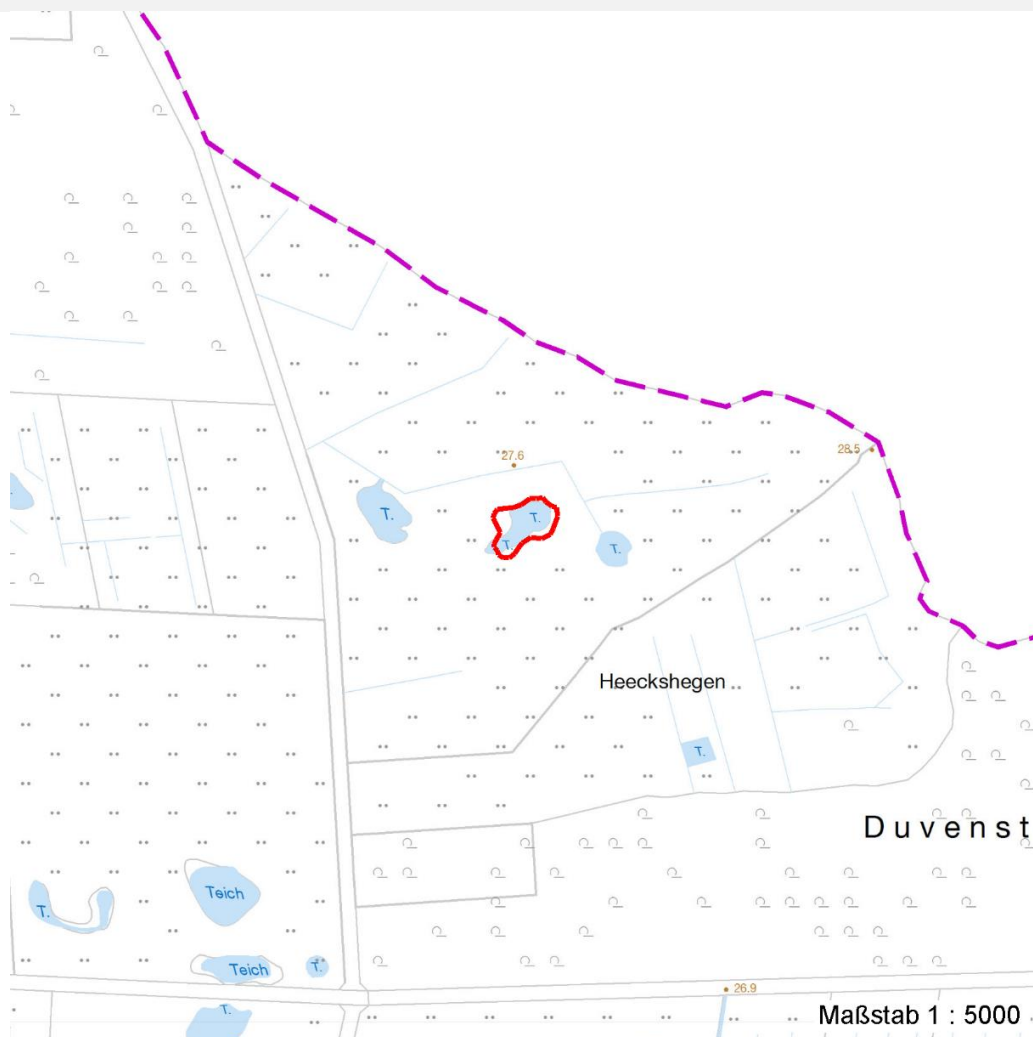 27.6
28.5
T.
T.
T.
T.
Heeckshegen
T.
Duvenst
Teich
T.
Teich
T.
26.9
T.
Maßstab 1 : 5000